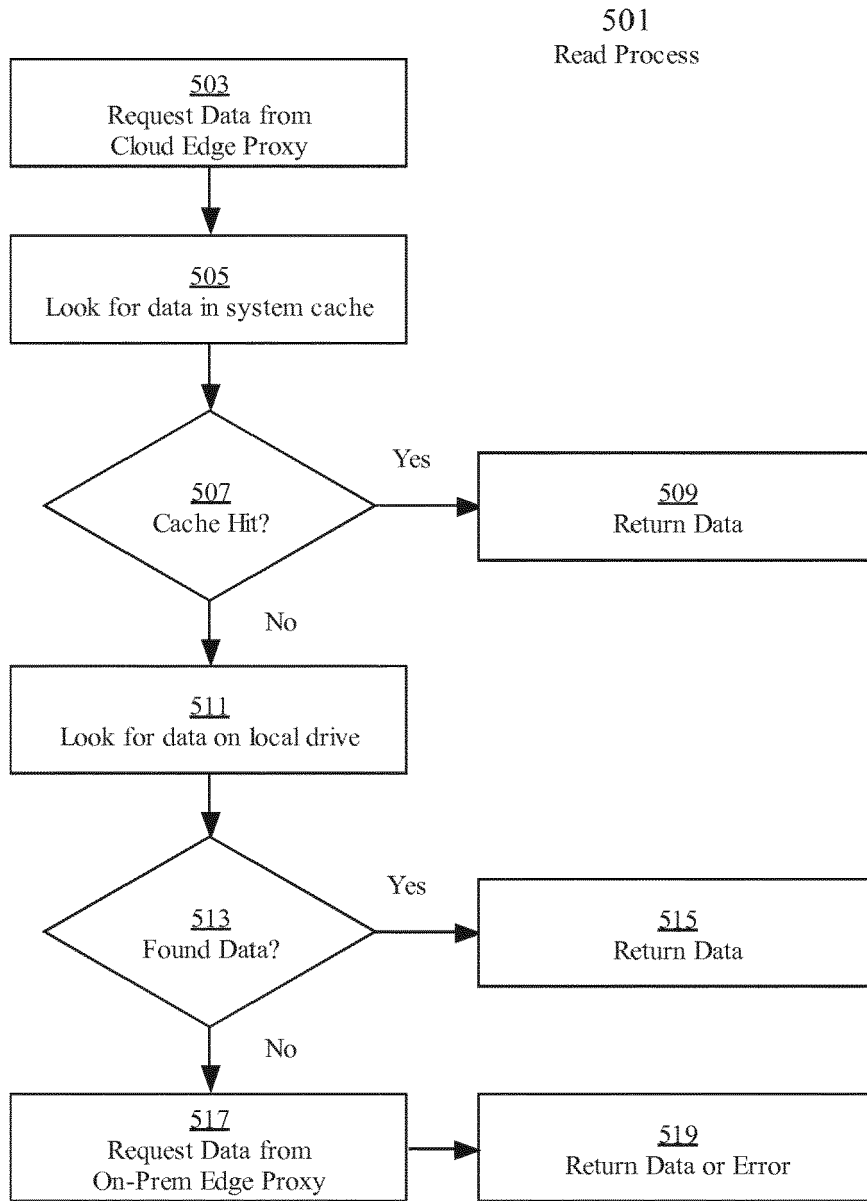 501
Read Process
503
Request Data from
Cloud Edge Proxy
505
Look for data in system cache
507
Cache Hit?
Yes
509
Return Data
No
511
Look for data on local drive
513
Found Data?
Yes
515
Return Data
No
517
Request Data from
On-Prem Edge Proxy
519
Return Data or Error